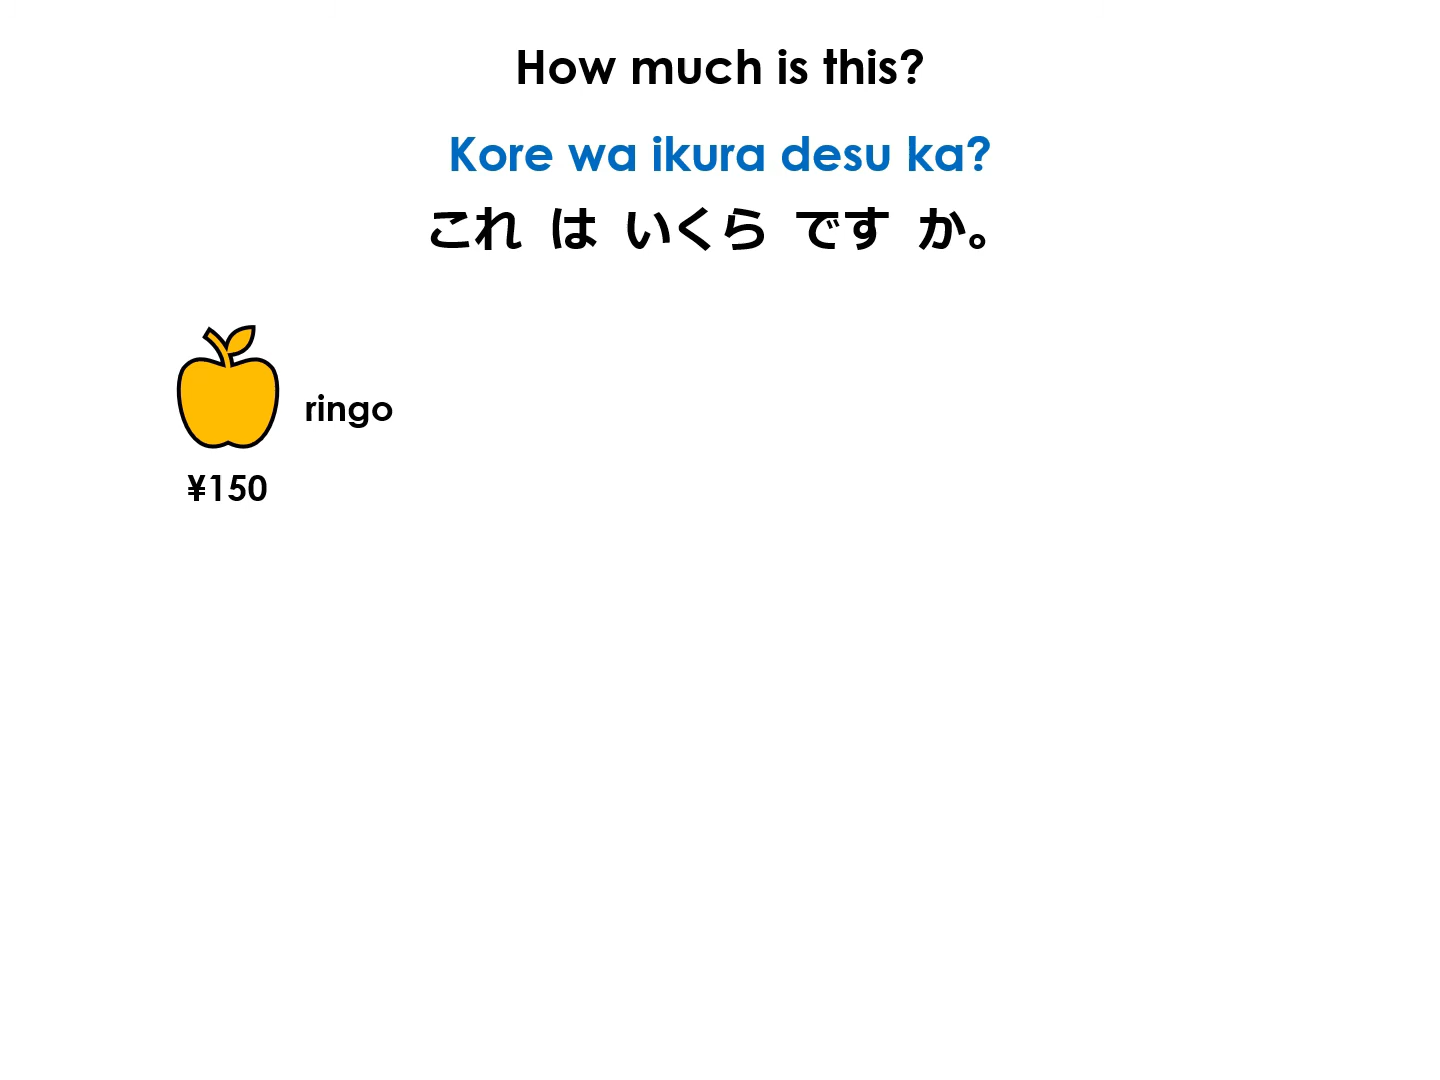 How much is this?
Kore wa ikura desu ka?
これ は いくら です か。
ringo
¥150